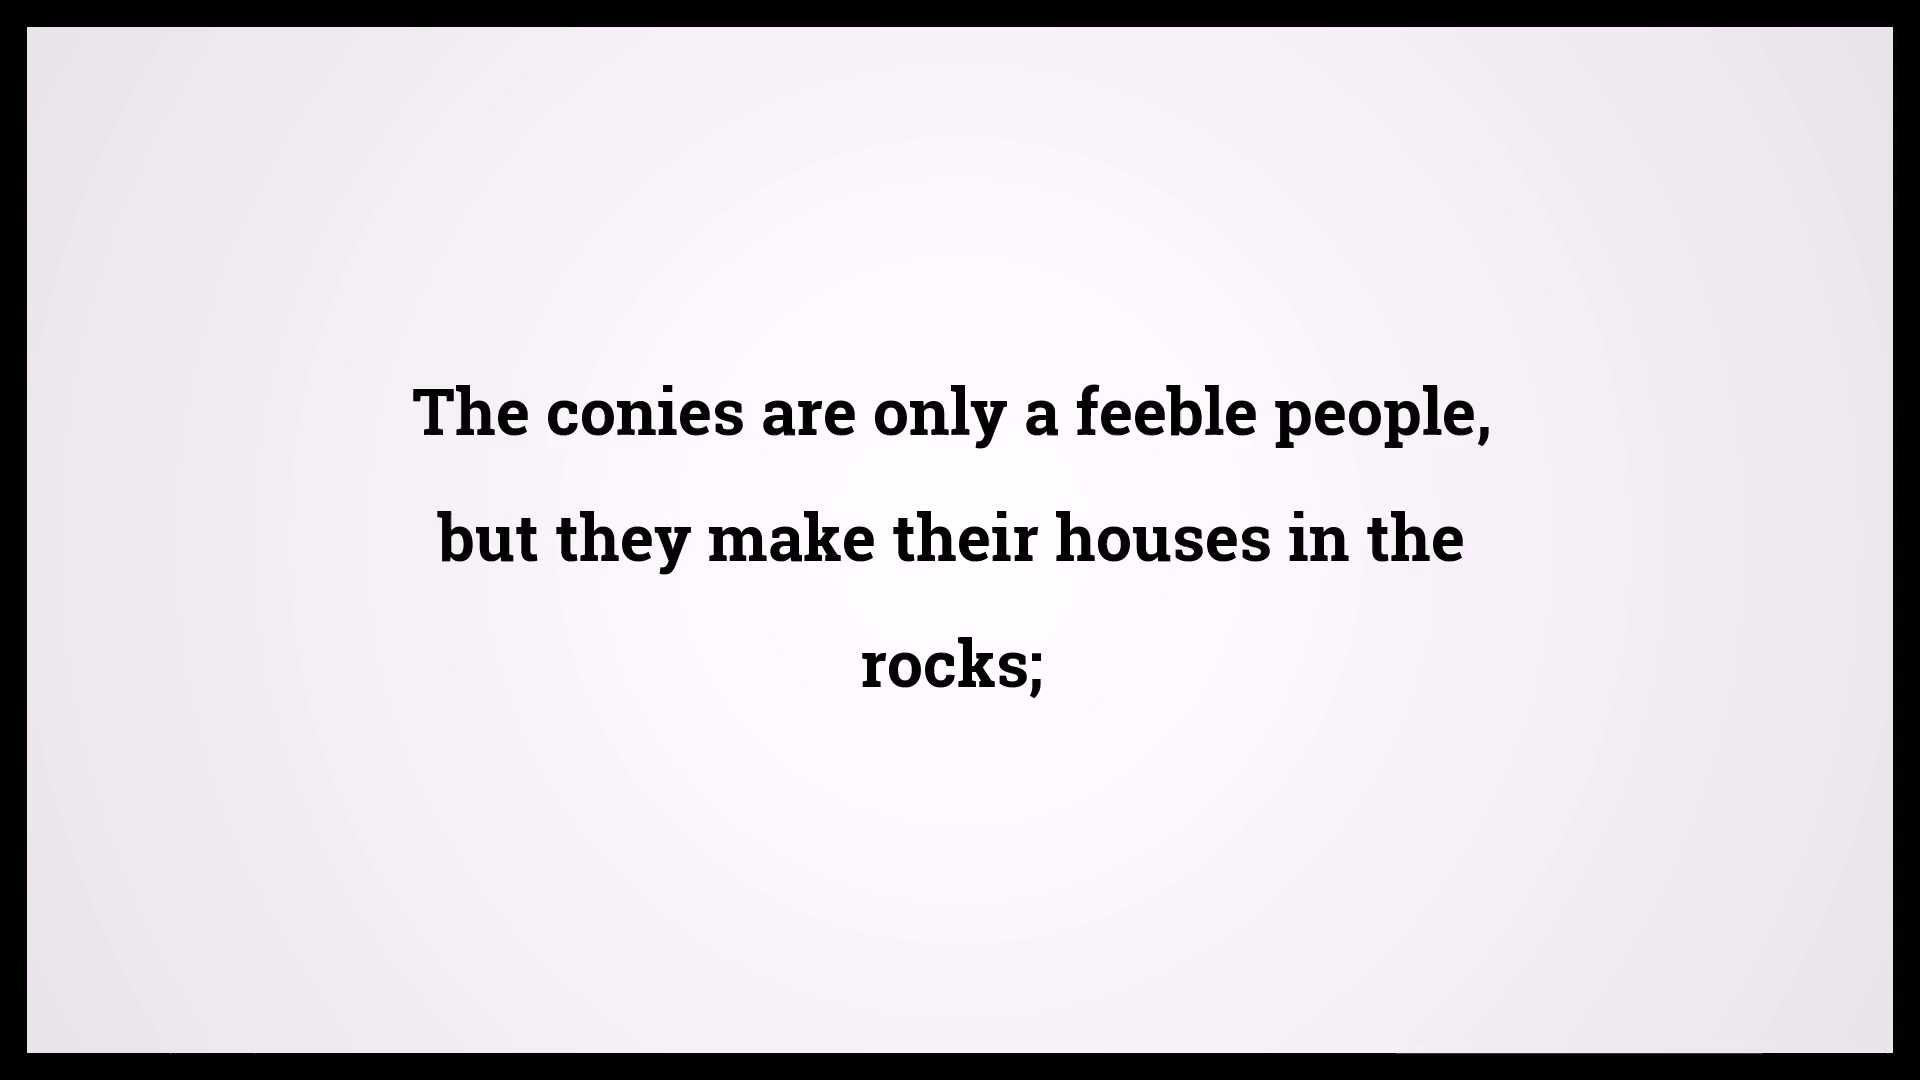 The conies are only a feeble people,
but they make their houses in the
rocks;